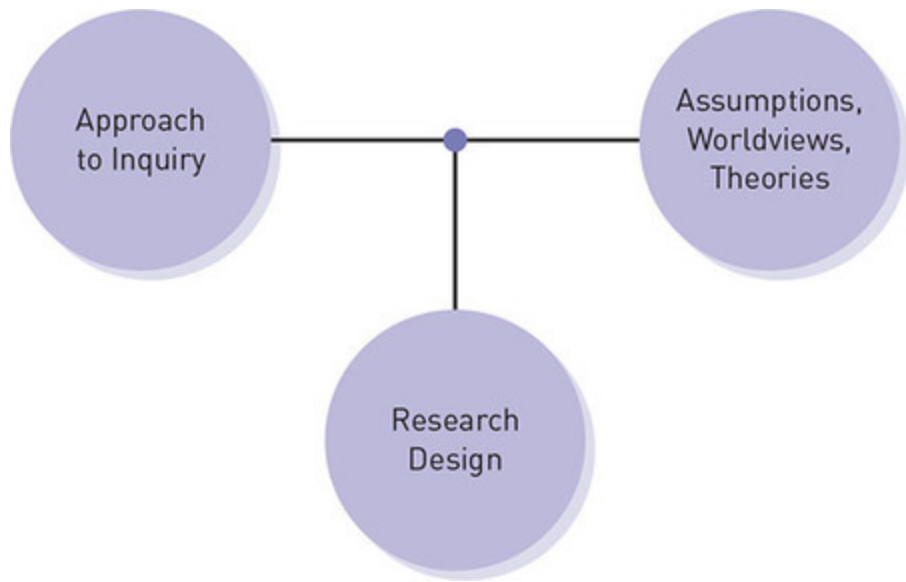 Approach
to Inquiry
Assumptions,
Worldviews,
Theories
Research
Design